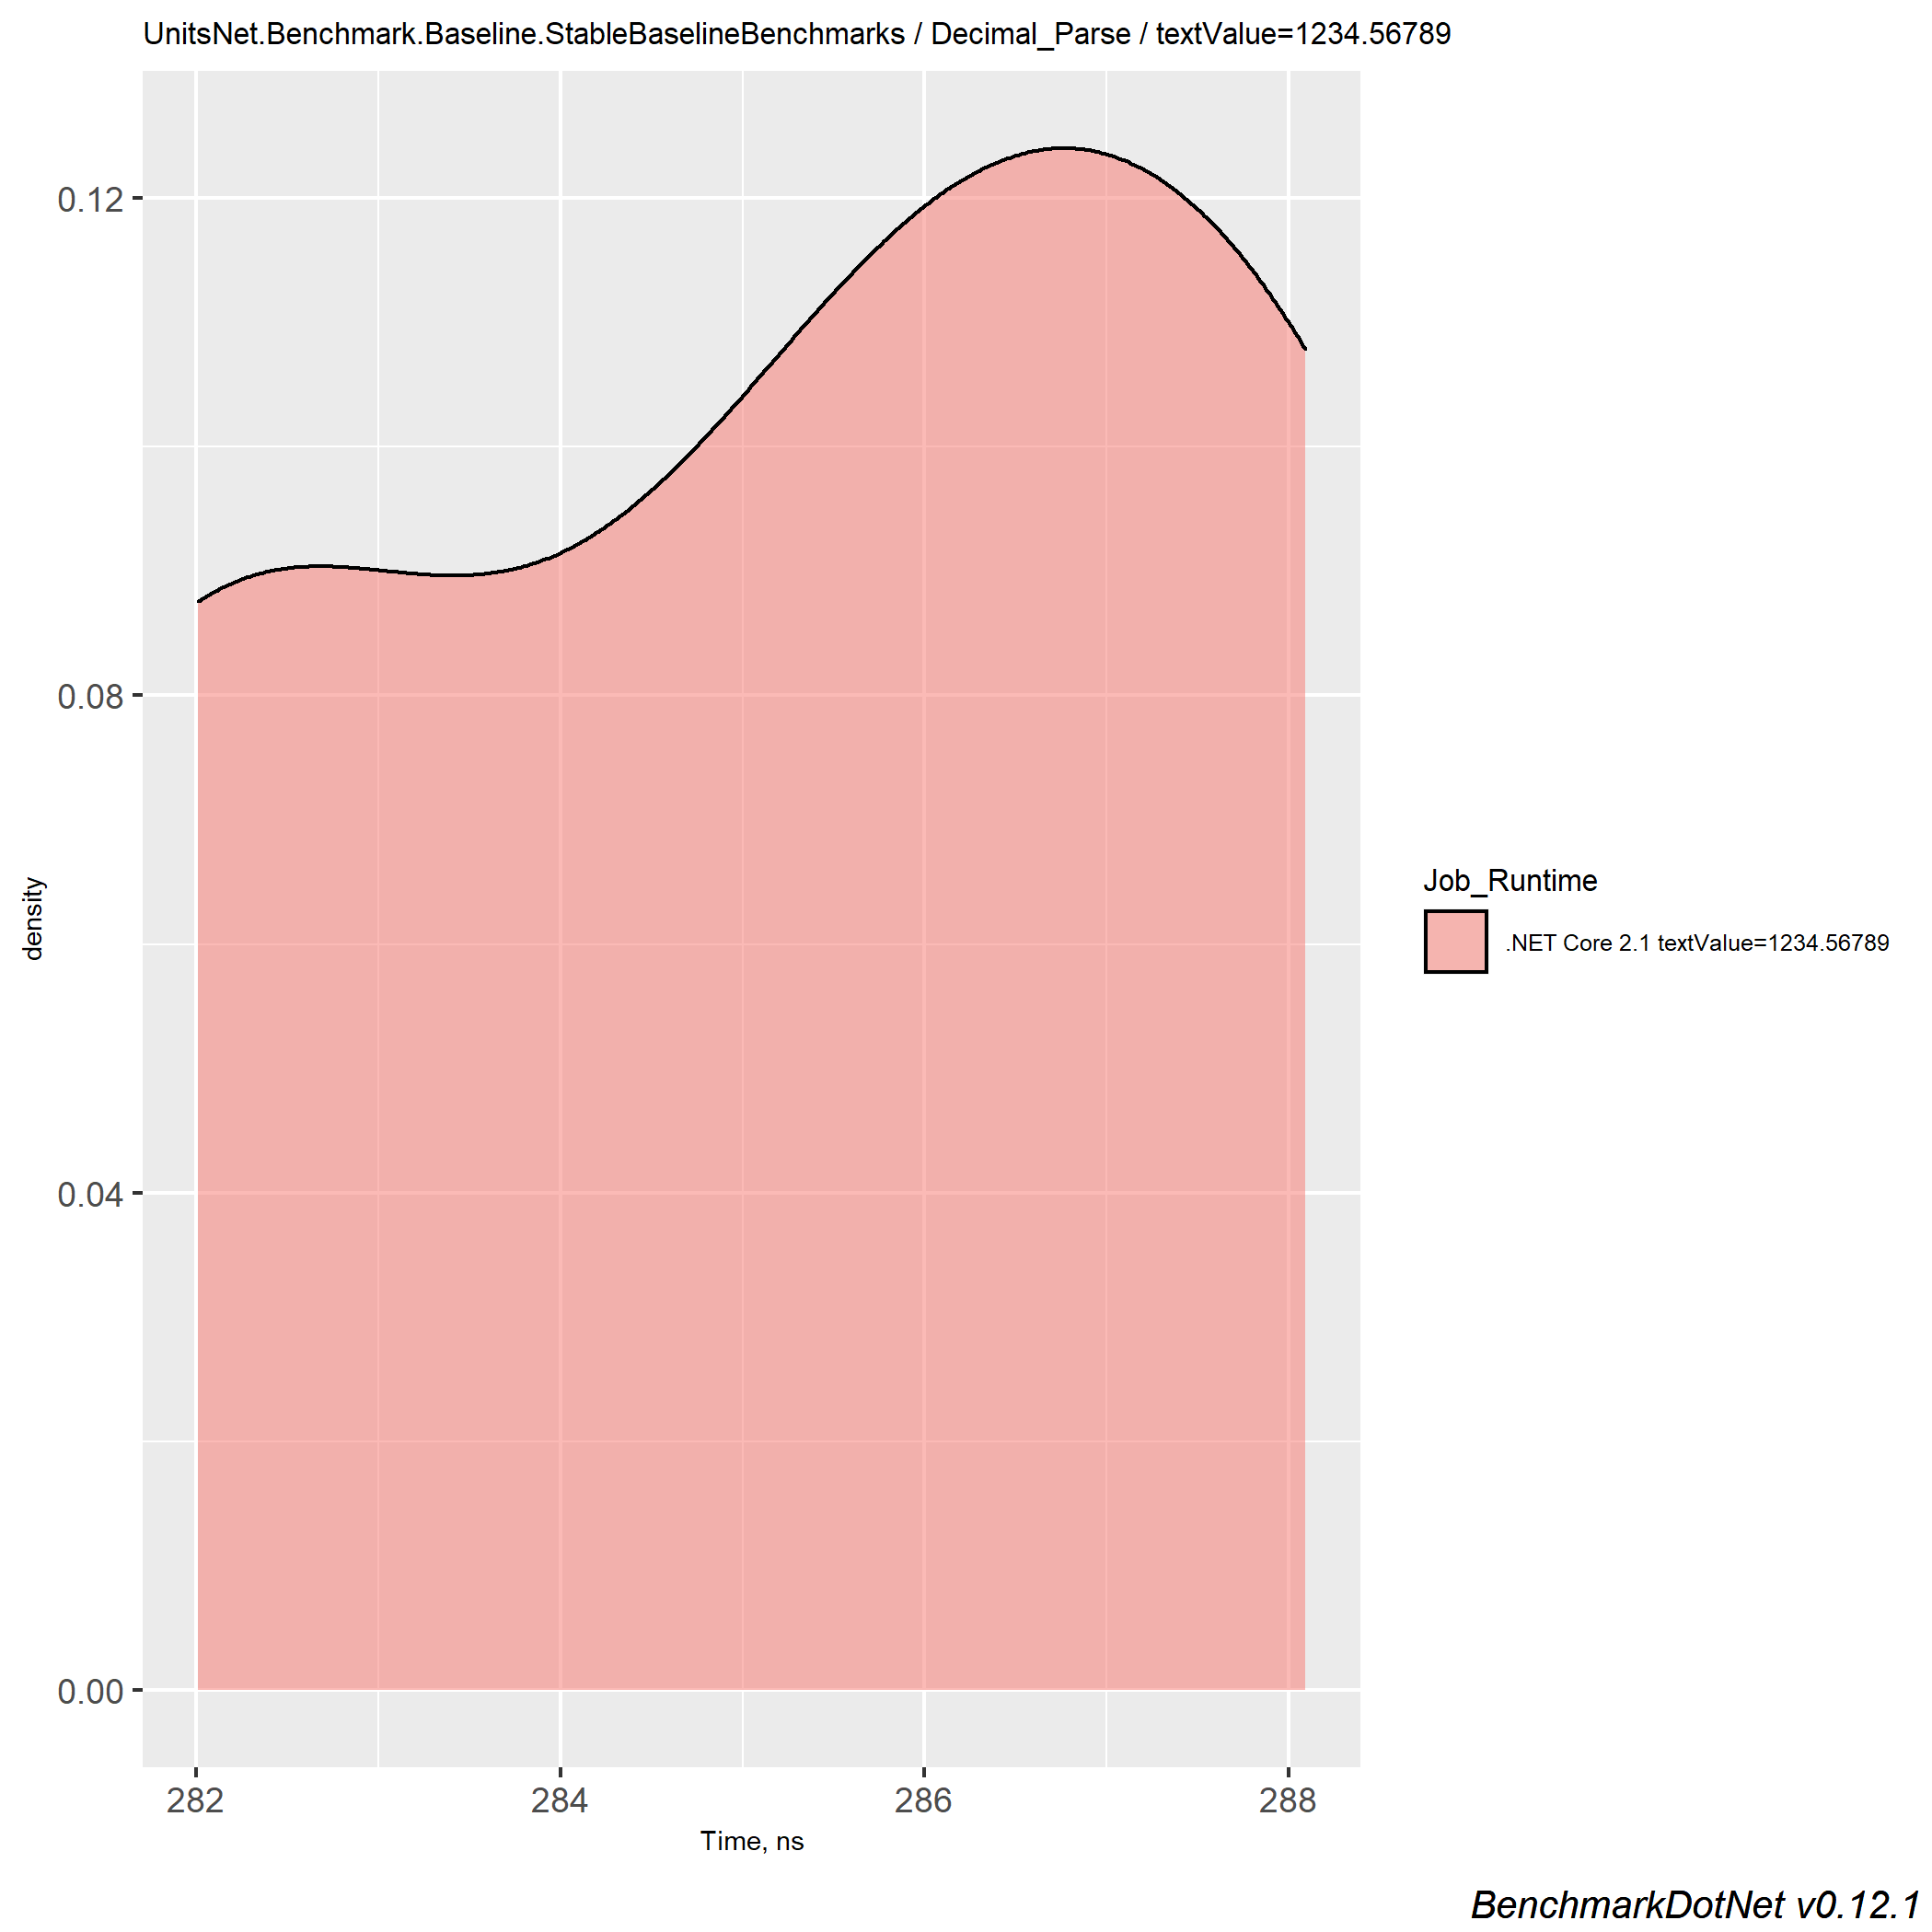 UnitsNet.Benchmark.Baseline.StableBaselineBenchmarks / Decimal_Parse / textValue=1234.56789
0.12
0.08
0.04
0.00
density
282 284 286 288
Time, ns
Job_Runtime
.NET Core 2.1 textValue=1234.56789
BenchmarkDotNet v0.12.1